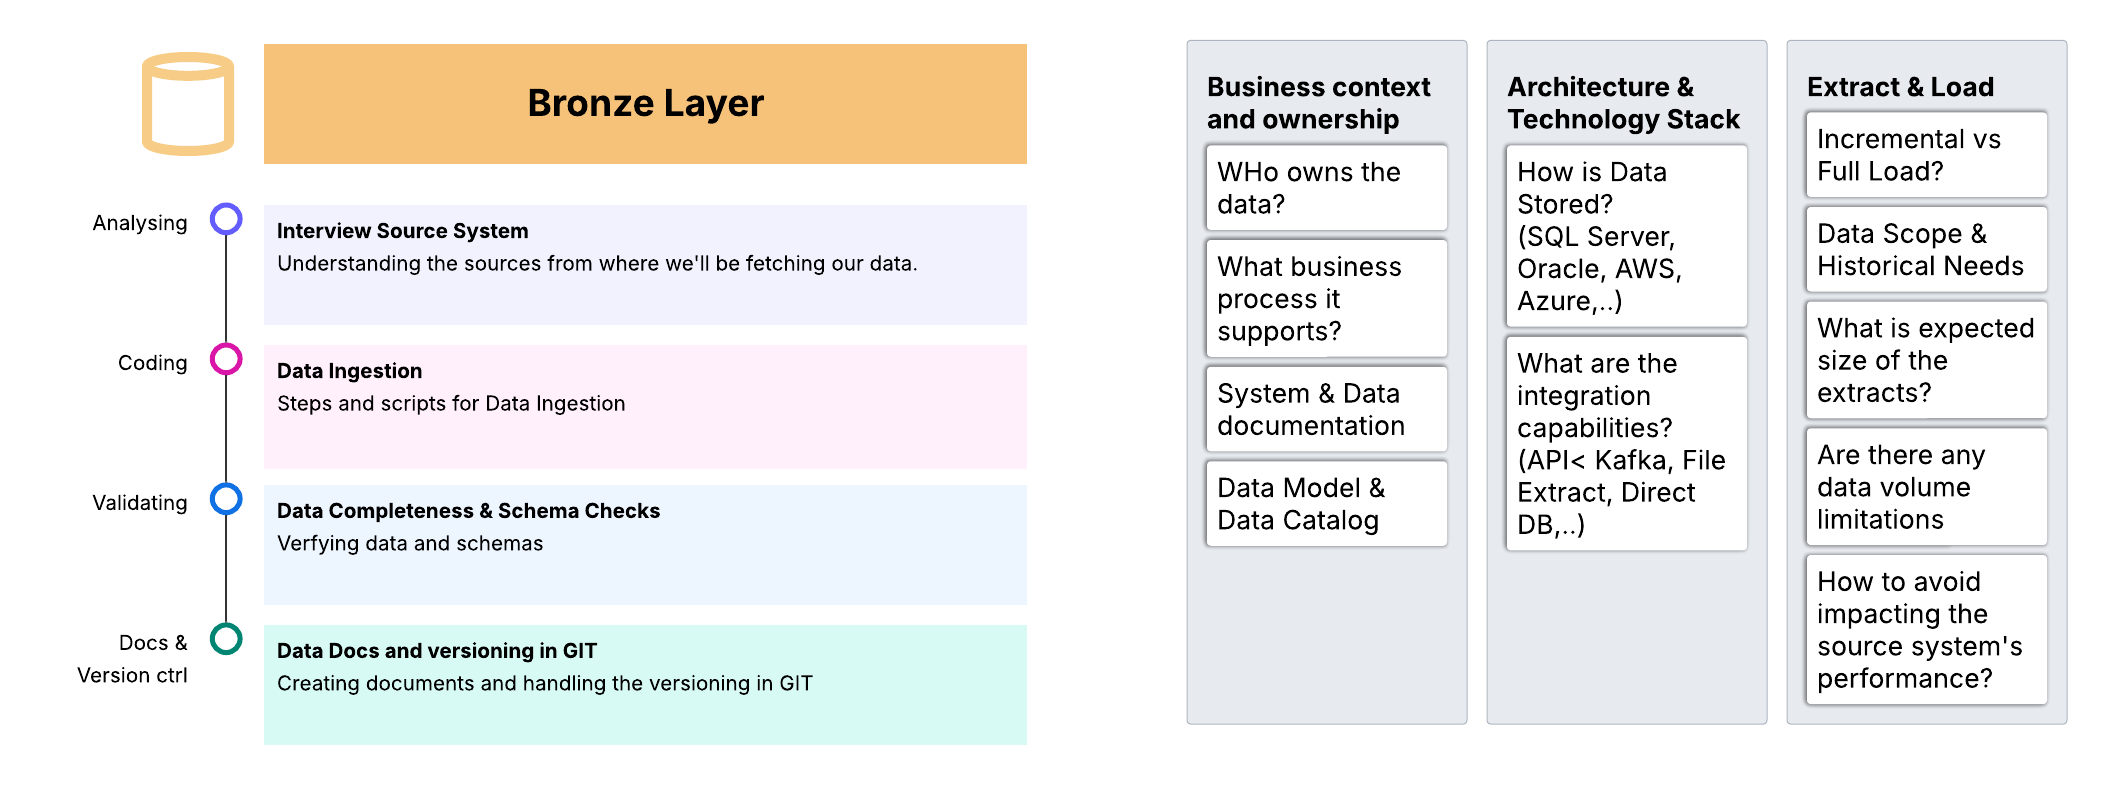 Bronze Layer
Analysing
Interview Source System
Understanding the sources from where we'll be fetching our data.
Coding
Data Ingestion
Steps and scripts for Data Ingestion
Validating
Data Completeness & Schema Checks
Verfying data and schemas
Docs &
Version ctrl
Data Docs and versioning in GIT
Creating documents and handling the versioning in GIT
Business context
and ownership
WHo owns the
data?
What business
process it
supports?
System & Data
documentation
Data Model &
Data Catalog
Architecture &
Technology Stack
How is Data
Stored?
(SQL Server,
Oracle, AWS,
Azure,..)
What are the
integration
capabilities?
(API< Kafka, File
Extract, Direct
DB,..)
Extract & Load
Incremental vs
Full Load?
Data Scope &
Historical Needs
What is expected
size of the
extracts?
Are there any
data volume
limitations
How to avoid
impacting the
source system's
performance?